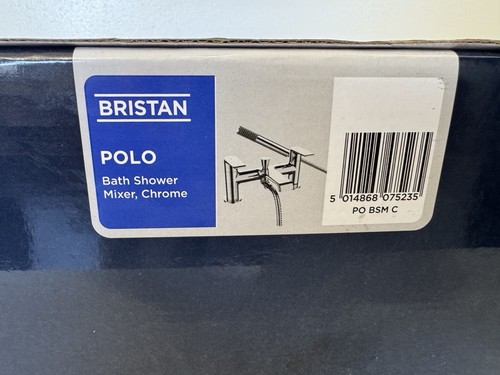 BRISTAN
POLO
Bath Shower
Mixer, Chrome
5 014868 075235
PO BSM C